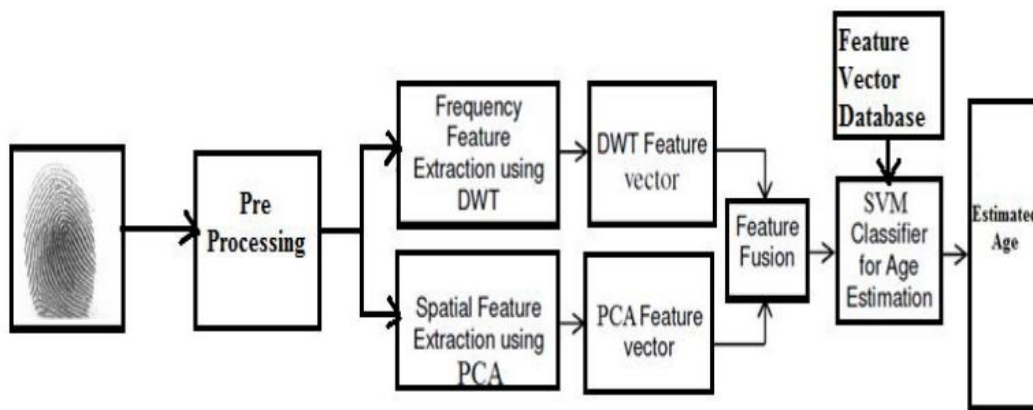 Pre
Processing
Frequency
Feature
Extraction using
DWT
DWT Feature
vector
Spatial Feature
Extraction using
PCA
PCA Feature
vector
Feature
Fusion
Feature
Vector
Database
SVM
Classifier
for Age
Estimation
Estimated
Age